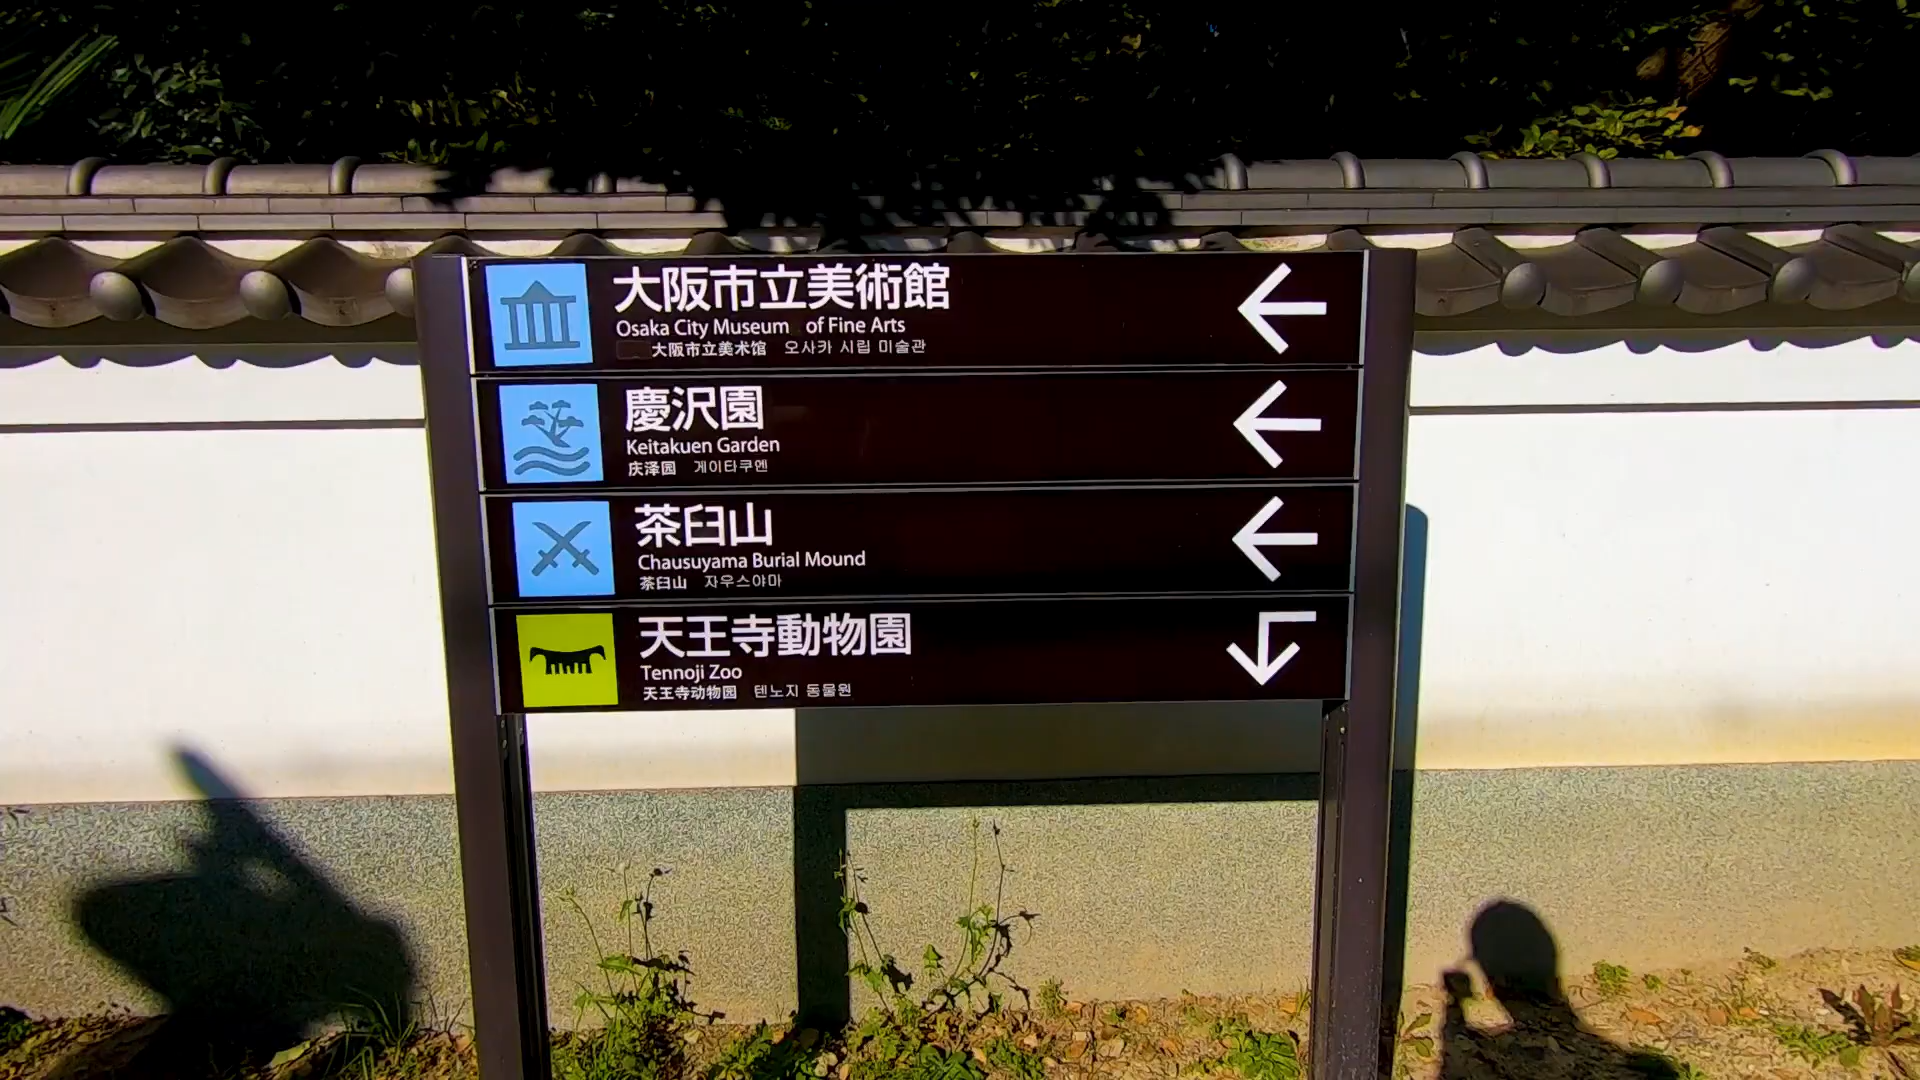 大阪市立美術館
Osaka City Museum of Fine Arts
大阪市立美术馆 오사카 시립 미술관
慶沢園
Keitakuen Garden
庆泽园 게이타쿠엔
茶臼山
Chausuyama Burial Mound
茶臼山 자우스야마
天王寺動物園
Tennoji Zoo
天王寺动物园 텐노지 동물원